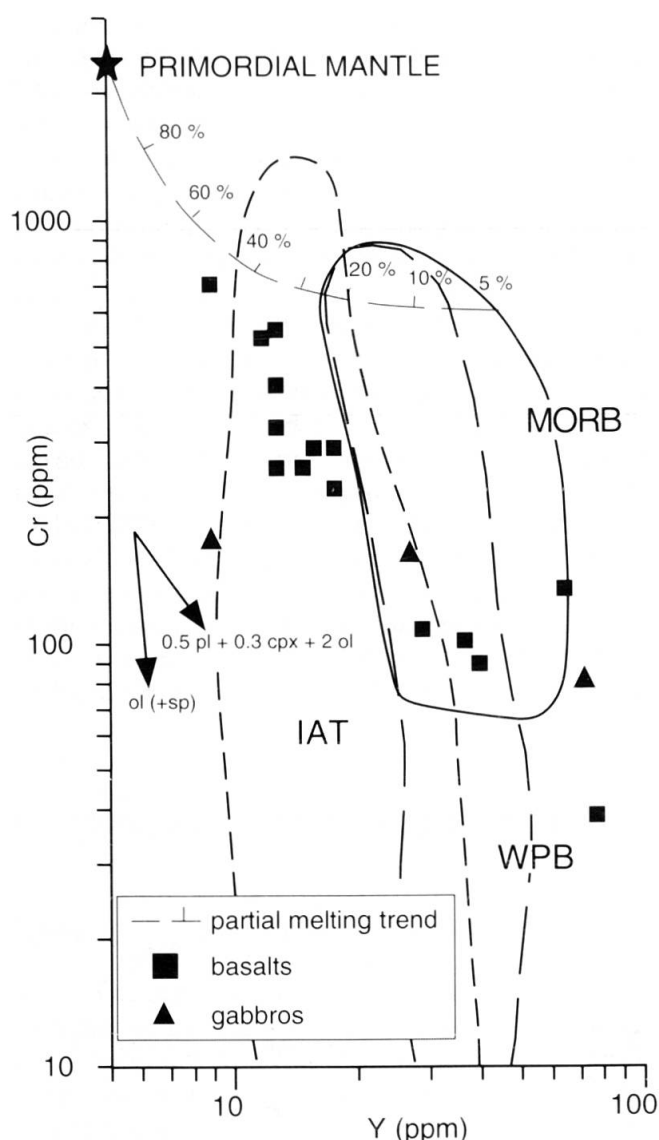 PRIMORDIAL MANTLE
80 %
60 %
1000
40 %
20 %
10 %
5 %
MORB
Cr (ppm)
100
0.5 pl + 0.3 cpx + 2 ol
ol (+sp)
IAT
WPB
partial melting trend
basalts
gabbros
10
10
100
Y (ppm)